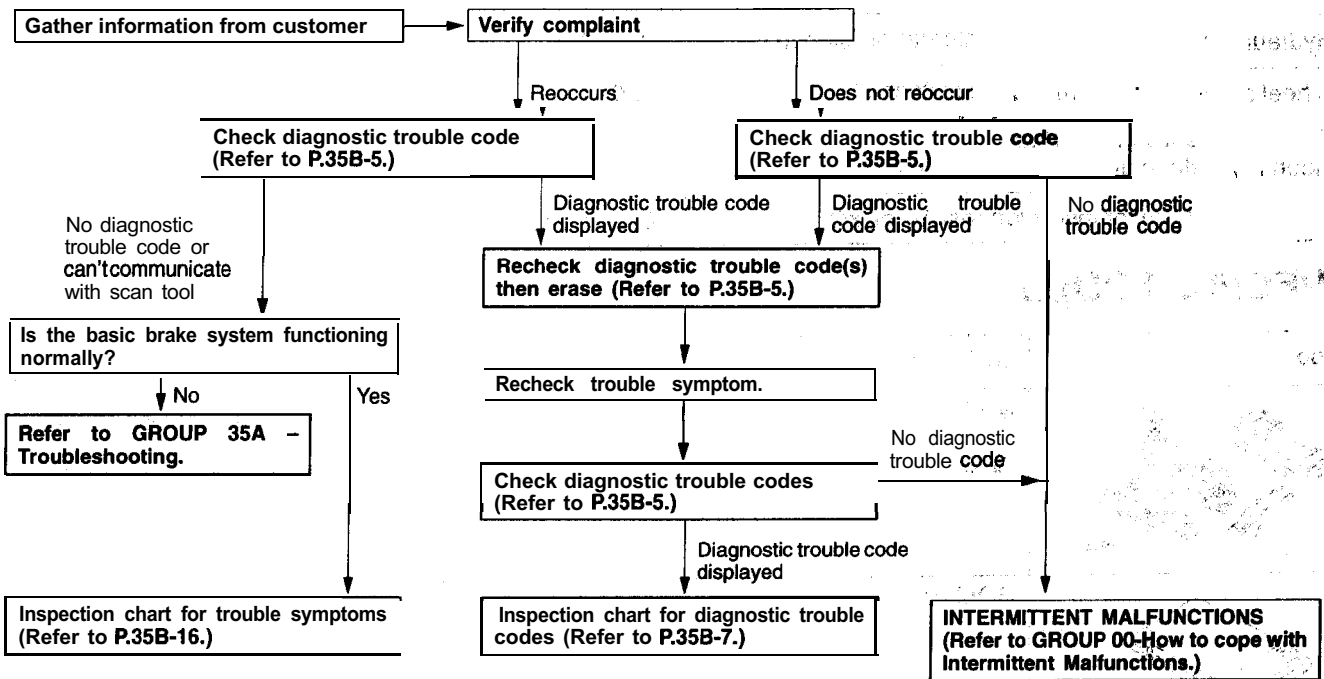 Gather information from customer
Verify complaint
Reoccurs
Does not reoccur
Check diagnostic trouble code
(Refer to P.35B-5.)
Check diagnostic trouble code
(Refer to P.35B-5.)
No diagnostic
trouble code or
can'tcommunicate
with scan tool
Diagnostic trouble code
displayed
Diagnostic trouble
code displayed
No diagnostic
trouble code
Recheck diagnostic trouble code(s)
then erase (Refer to P.35B-5.)
Is the basic brake system functioning
normally?
No
Yes
Recheck trouble symptom.
Refer to GROUP 35A –
Troubleshooting.
No diagnostic
trouble code
Check diagnostic trouble codes
(Refer to P.35B-5.)
Diagnostic trouble code
displayed
Inspection chart for trouble symptoms
(Refer to P.35B-16.)
Inspection chart for diagnostic trouble
codes (Refer to P.35B-7.)
INTERMITTENT MALFUNCTIONS
(Refer to GROUP 00-How to cope with
Intermittent Malfunctions.)